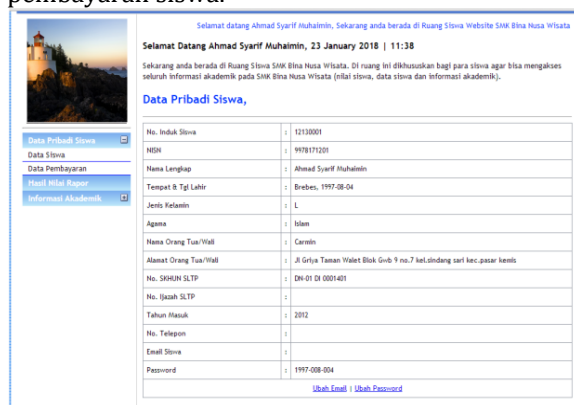 pembayaran siswa.
Selamat datang Ahmad Syarif Muhaimin, Sekarang anda berada di Ruang Siswa Website SMK Bina Nusa Wisata
Selamat Datang Ahmad Syarif Muhaimin, 23 January 2018 | 11:38
Sekarang anda berada di Ruang Siswa SMK Bina Nusa Wisata. Di ruang ini dikhususkan bagi para siswa agar bisa mengakses
seluruh informasi akademik pada SMK Bina Nusa Wisata (nilai siswa, data siswa dan informasi akademik).
Data Pribadi Siswa,
Data Pribadi Siswa
Data Siswa
Data Pembayaran
Hasil Nilai Rapor
Informasi Akademik
No. Induk Siswa : 12130001
NISN : 9978171201
Nama Lengkap : Ahmad Syarif Muhaimin
Tempat & Tgl Lahir : Brebes, 1997-08-04
Jenis Kelamin : L
Agama : Islam
Nama Orang Tua/Wali : Carmin
Alamat Orang Tua/Wali : Jl Griya Taman Walet Blok Gwb 9 no.7 kel.sindang sari kec.pasar kemis
No. SKHUN SLTP : DN-01 DI 0001401
No. Ijazah SLTP :
Tahun Masuk : 2012
No. Telepon :
Email Siswa :
Password : 1997-008-004
Ubah Email | Ubah Password